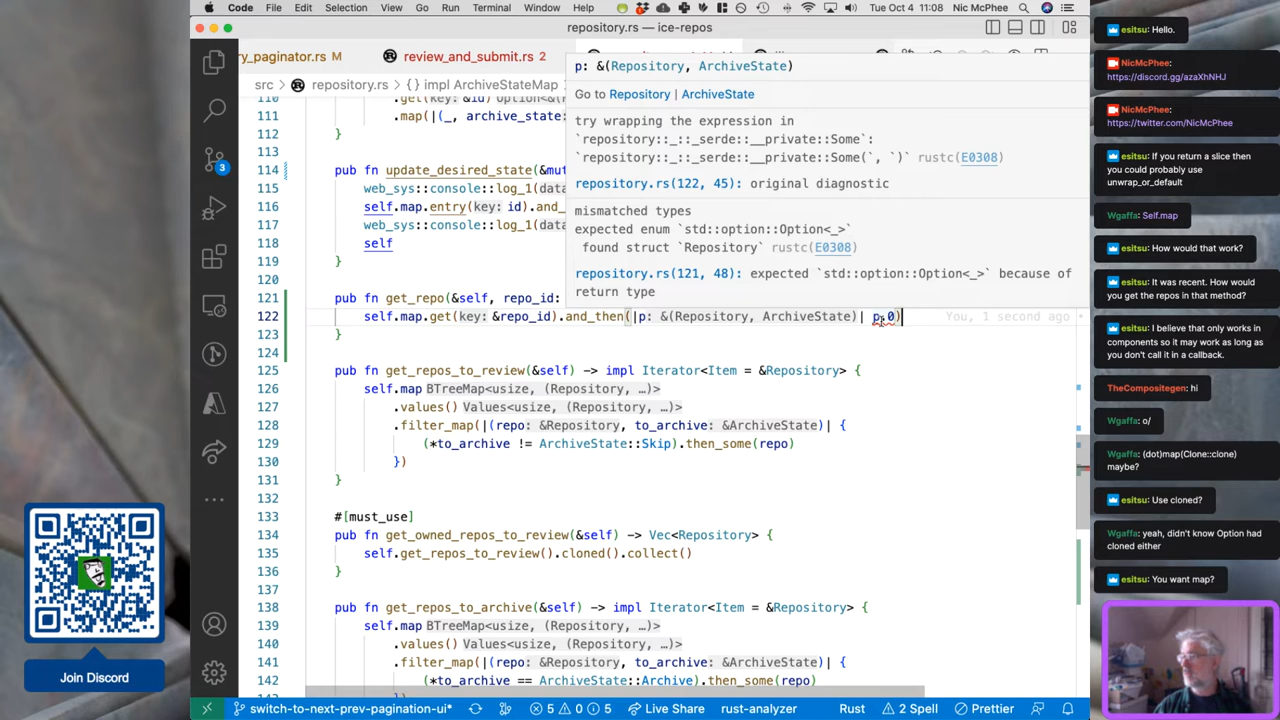 Code File Edit Selection View Go Run Terminal Window Help Tue Oct 4 11:08 Nic McPhee
repository.rs — ice-repos
y_paginator.rs M review_and_submit.rs 2
src > repository.rs > {} impl ArchiveStateMap
p: &(Repository, ArchiveState)
Go to Repository | ArchiveState
try wrapping the expression in
`repository::_::_serde::__private::Some`:
`repository::_::_serde::__private::Some(`, `)` rustc(E0308)
repository.rs(122, 45): original diagnostic
mismatched types
expected enum `std::option::Option<_>`
found struct `Repository` rustc(E0308)
repository.rs(121, 48): expected `std::option::Option<_>` because of
return type
110 .get(key: &id) Option<&(
111 .map(|(_, archive_state:
112 }
113
114 pub fn update_desired_state(&mut
115 web_sys::console::log_1(data
116 self.map.entry(key: id).and_
117 web_sys::console::log_1(data
118 self
119 }
120
121 pub fn get_repo(&self, repo_id:
122 self.map.get(key: &repo_id).and_then(|p: &(Repository, ArchiveState)| p.0) You, 1 second ago •
123 }
124
125 pub fn get_repos_to_review(&self) -> impl Iterator<Item = &Repository> {
126 self.map BTreeMap<usize, (Repository, …)>
127 .values() Values<usize, (Repository, …)>
128 .filter_map(|(repo: &Repository, to_archive: &ArchiveState)| {
129 (*to_archive != ArchiveState::Skip).then_some(repo)
130 })
131 }
132
133 #[must_use]
134 pub fn get_owned_repos_to_review(&self) -> Vec<Repository> {
135 self.get_repos_to_review().cloned().collect()
136 }
137
138 pub fn get_repos_to_archive(&self) -> impl Iterator<Item = &Repository> {
139 self.map BTreeMap<usize, (Repository, …)>
140 .values() Values<usize, (Repository, …)>
141 .filter_map(|(repo: &Repository, to_archive: &ArchiveState)| {
142 (*to_archive == ArchiveState::Archive).then_some(repo)
143 })
3
switch-to-next-prev-pagination-ui* 5 0 5 Live Share rust-analyzer Rust 2 Spell Prettier
Join Discord
esitsu: Hello.
NicMcPhee:
https://discord.gg/azaXhNHJ
NicMcPhee:
https://twitter.com/NicMcPhee
esitsu: If you return a slice then
you could probably use
unwrap_or_default
Wgaffa: Self.map
esitsu: How would that work?
esitsu: It was recent. How would
you get the repos in that method?
esitsu: I believe that only works in
components so it may work as long as
you don't call it in a callback.
TheCompositegen: hi
Wgaffa: o/
Wgaffa: (dot)map(Clone::clone)
maybe?
esitsu: Use cloned?
Wgaffa: yeah, didn't know Option had
cloned either
esitsu: You want map?